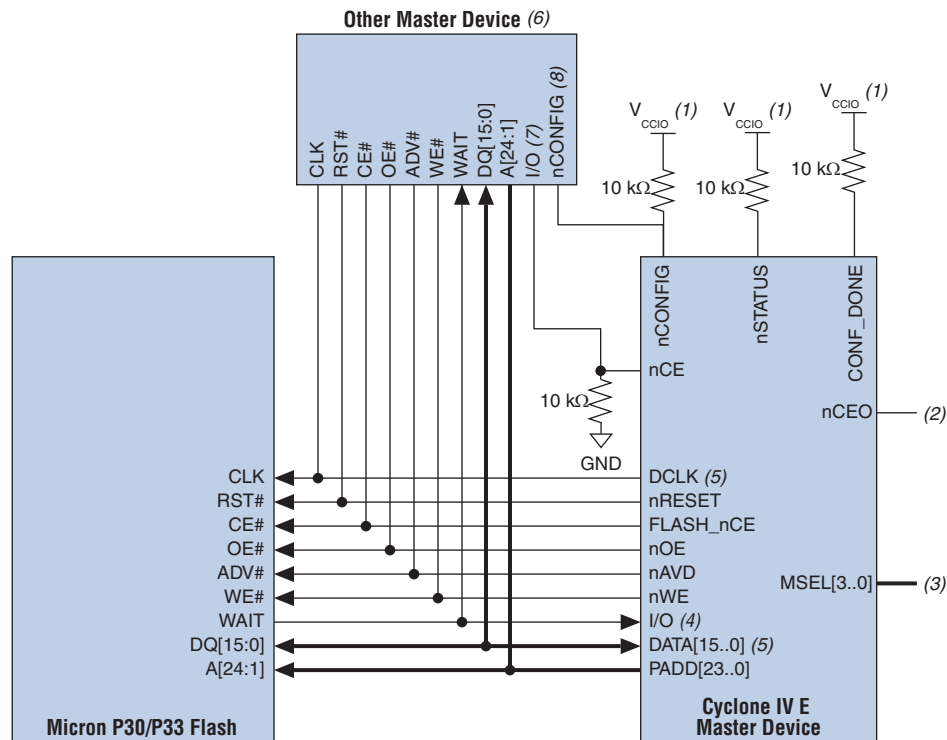 Other Master Device (6)
CLK
RST#
CE#
OE#
ADV#
WE#
WAIT
DQ[15:0]
A[24:1]
I/O (7)
nCONFIG (8)
VCCIO (1)
VCCIO (1)
VCCIO (1)
10 kΩ
10 kΩ
10 kΩ
nCONFIG
nSTATUS
CONF_DONE
nCE
10 kΩ
GND
nCEO
(2)
CLK
DCLK (5)
RST#
nRESET
CE#
FLASH_nCE
OE#
nOE
ADV#
nAVD
MSEL[3..0]
(3)
WE#
nWE
WAIT
I/O (4)
DQ[15:0]
DATA[15..0] (5)
A[24:1]
PADD[23..0]
Micron P30/P33 Flash
Cyclone IV E
Master Device